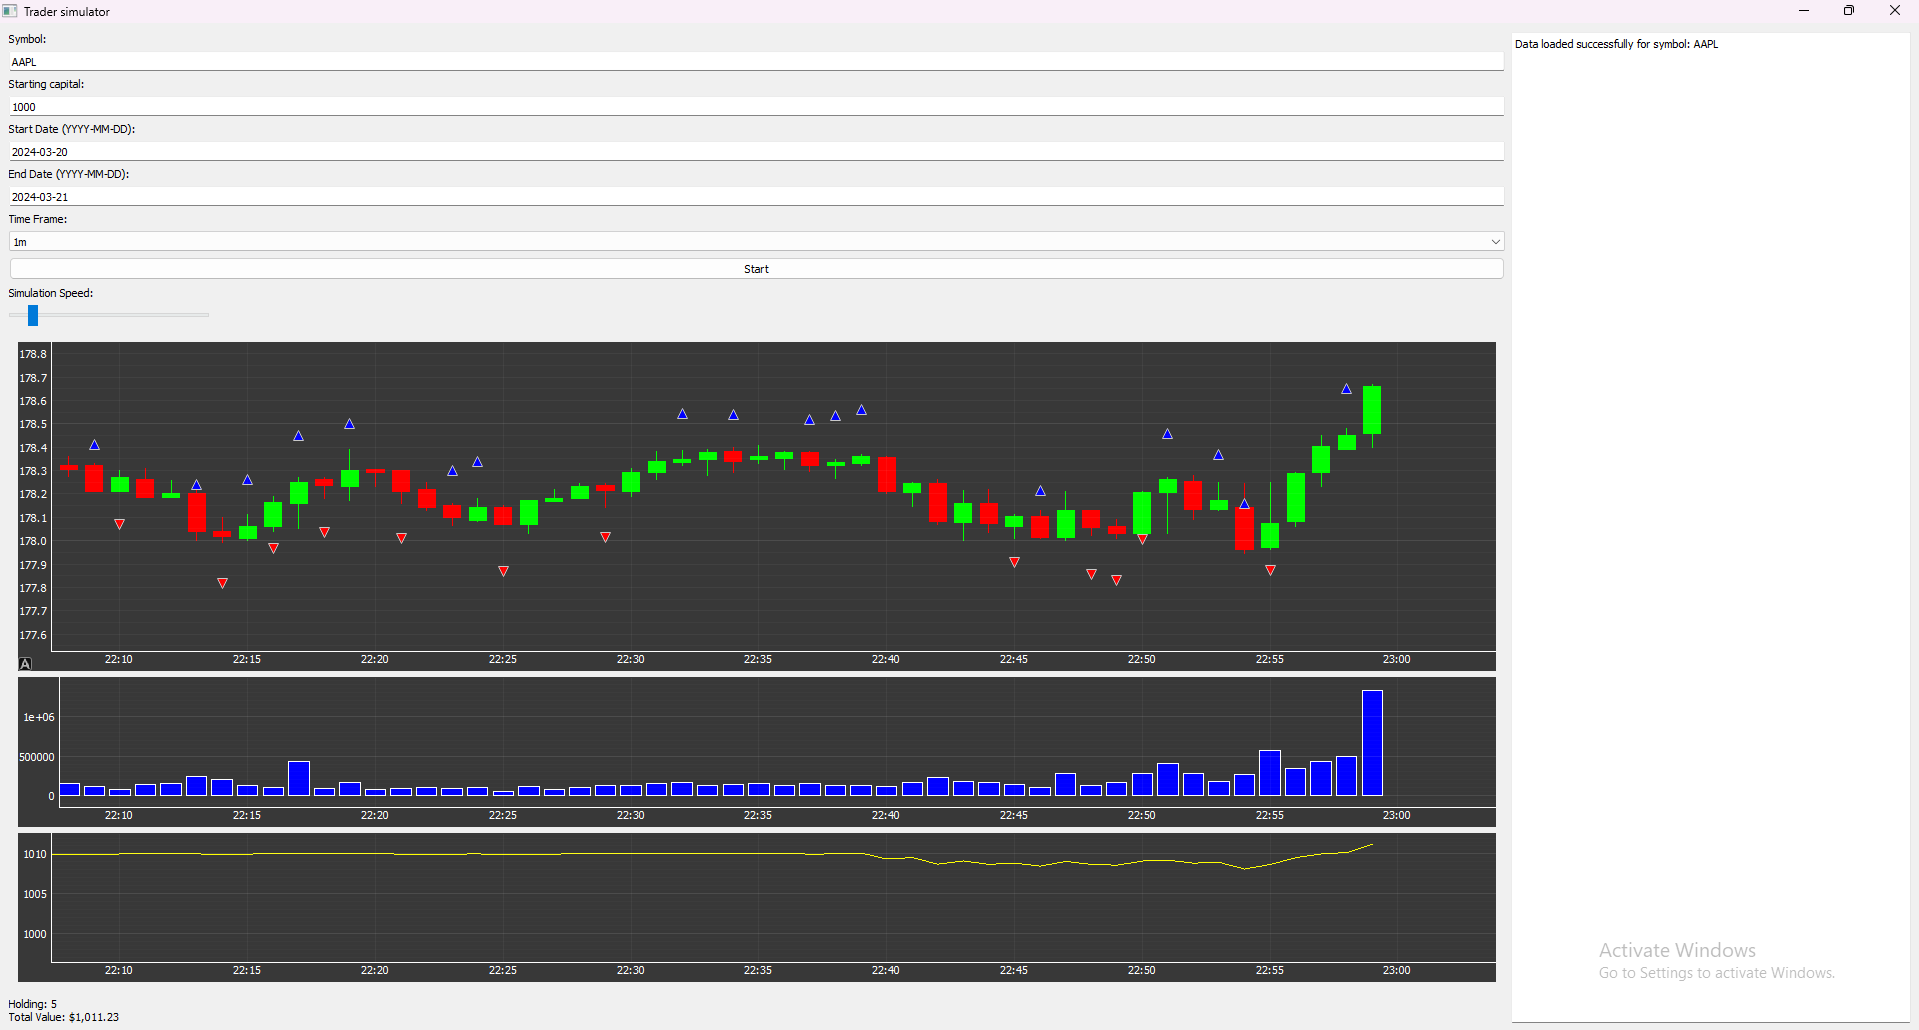 Trader simulator
Symbol:
AAPL
Starting capital:
1000
Start Date (YYYY-MM-DD):
2024-03-20
End Date (YYYY-MM-DD):
2024-03-21
Time Frame:
1m
Start
Simulation Speed:
178.8
178.7
178.6
178.5
178.4
178.3
178.2
178.1
178.0
177.9
177.8
177.7
177.6
A
22:10 22:15 22:20 22:25 22:30 22:35 22:40 22:45 22:50 22:55 23:00
1e+06
500000
0
22:10 22:15 22:20 22:25 22:30 22:35 22:40 22:45 22:50 22:55 23:00
1010
1005
1000
22:10 22:15 22:20 22:25 22:30 22:35 22:40 22:45 22:50 22:55 23:00
Holding: 5
Total Value: $1,011.23
Data loaded successfully for symbol: AAPL
Activate Windows
Go to Settings to activate Windows.